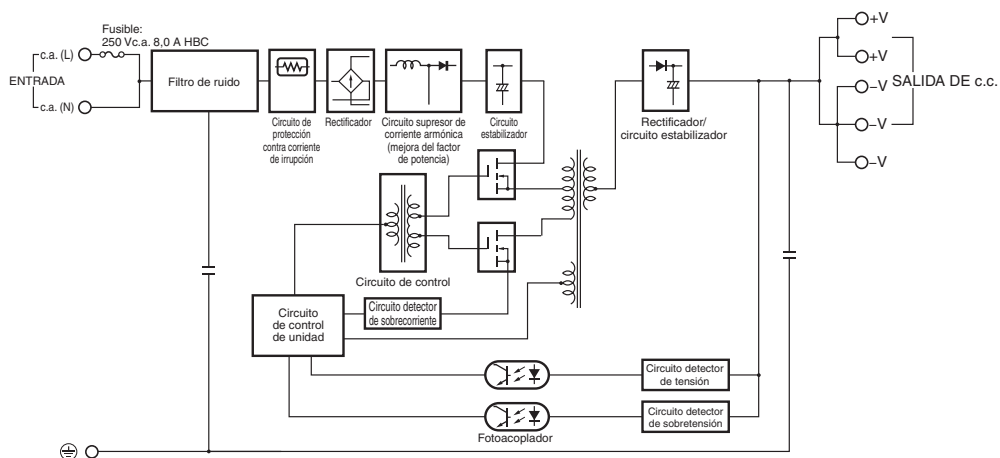 Fusible:
250 Vc.a. 8,0 A HBC
c.a. (L)
ENTRADA
c.a. (N)
Filtro de ruido
Circuito de
protección
contra corriente
de irrupción
Rectificador
Circuito supresor de
corriente armónica
(mejora del factor
de potencia)
Circuito
estabilizador
Rectificador/
circuito estabilizador
+V
+V
–V
SALIDA DE c.c.
–V
–V
Circuito de control
Circuito
de control
de unidad
Circuito detector
de sobrecorriente
Circuito detector
de tensión
Circuito detector
de sobretensión
Fotoacoplador